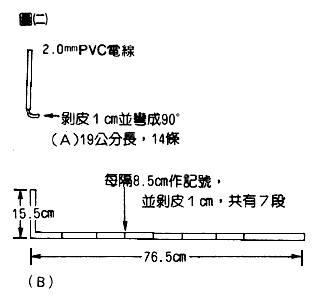 圖(二)
2.0mmPVC電線
剝皮1cm並彎成90°
(A)19公分長,14條
每隔8.5cm作記號,
並剝皮1cm,共有7段
15.5cm
76.5cm
(B)